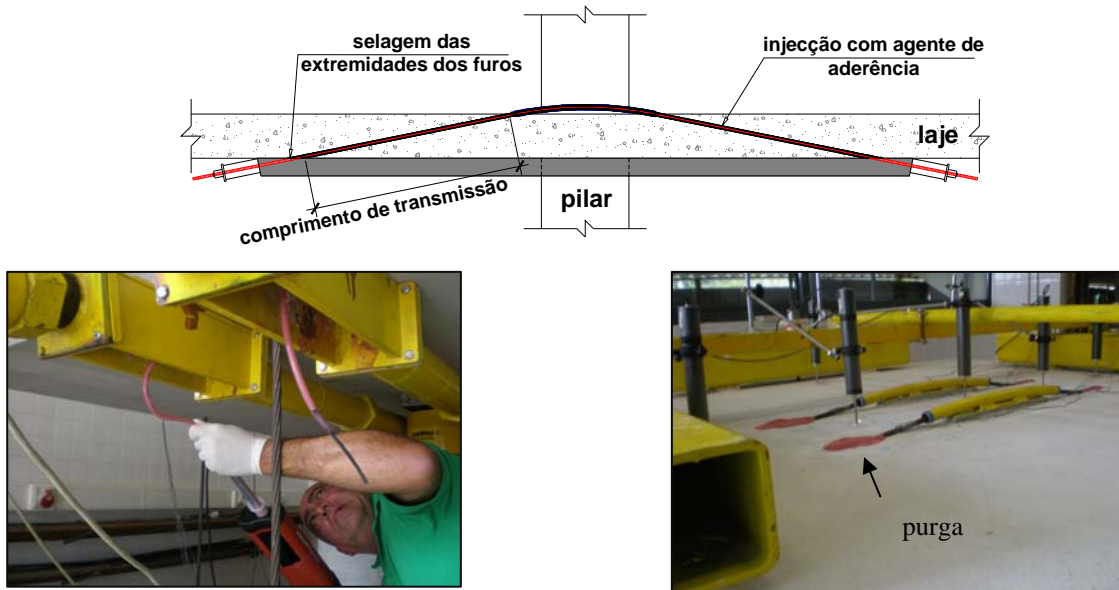 selagem das
extremidades dos furos
injecção com agente de
aderência
laje
comprimento de transmissão
pilar
purga